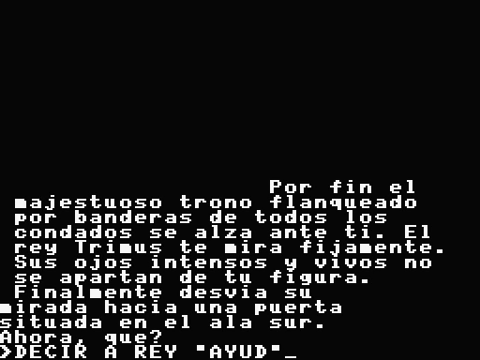 Por fin el
majestuoso trono flanqueado
por banderas de todos los
condados se alza ante ti. El
rey Trimus te mira fijamente.
Sus ojos intensos y vivos no
se apartan de tu figura.
Finalmente desvia su
mirada hacia una puerta
situada en el ala sur.
Ahora, que?
>DECIR A REY "AYUD"_